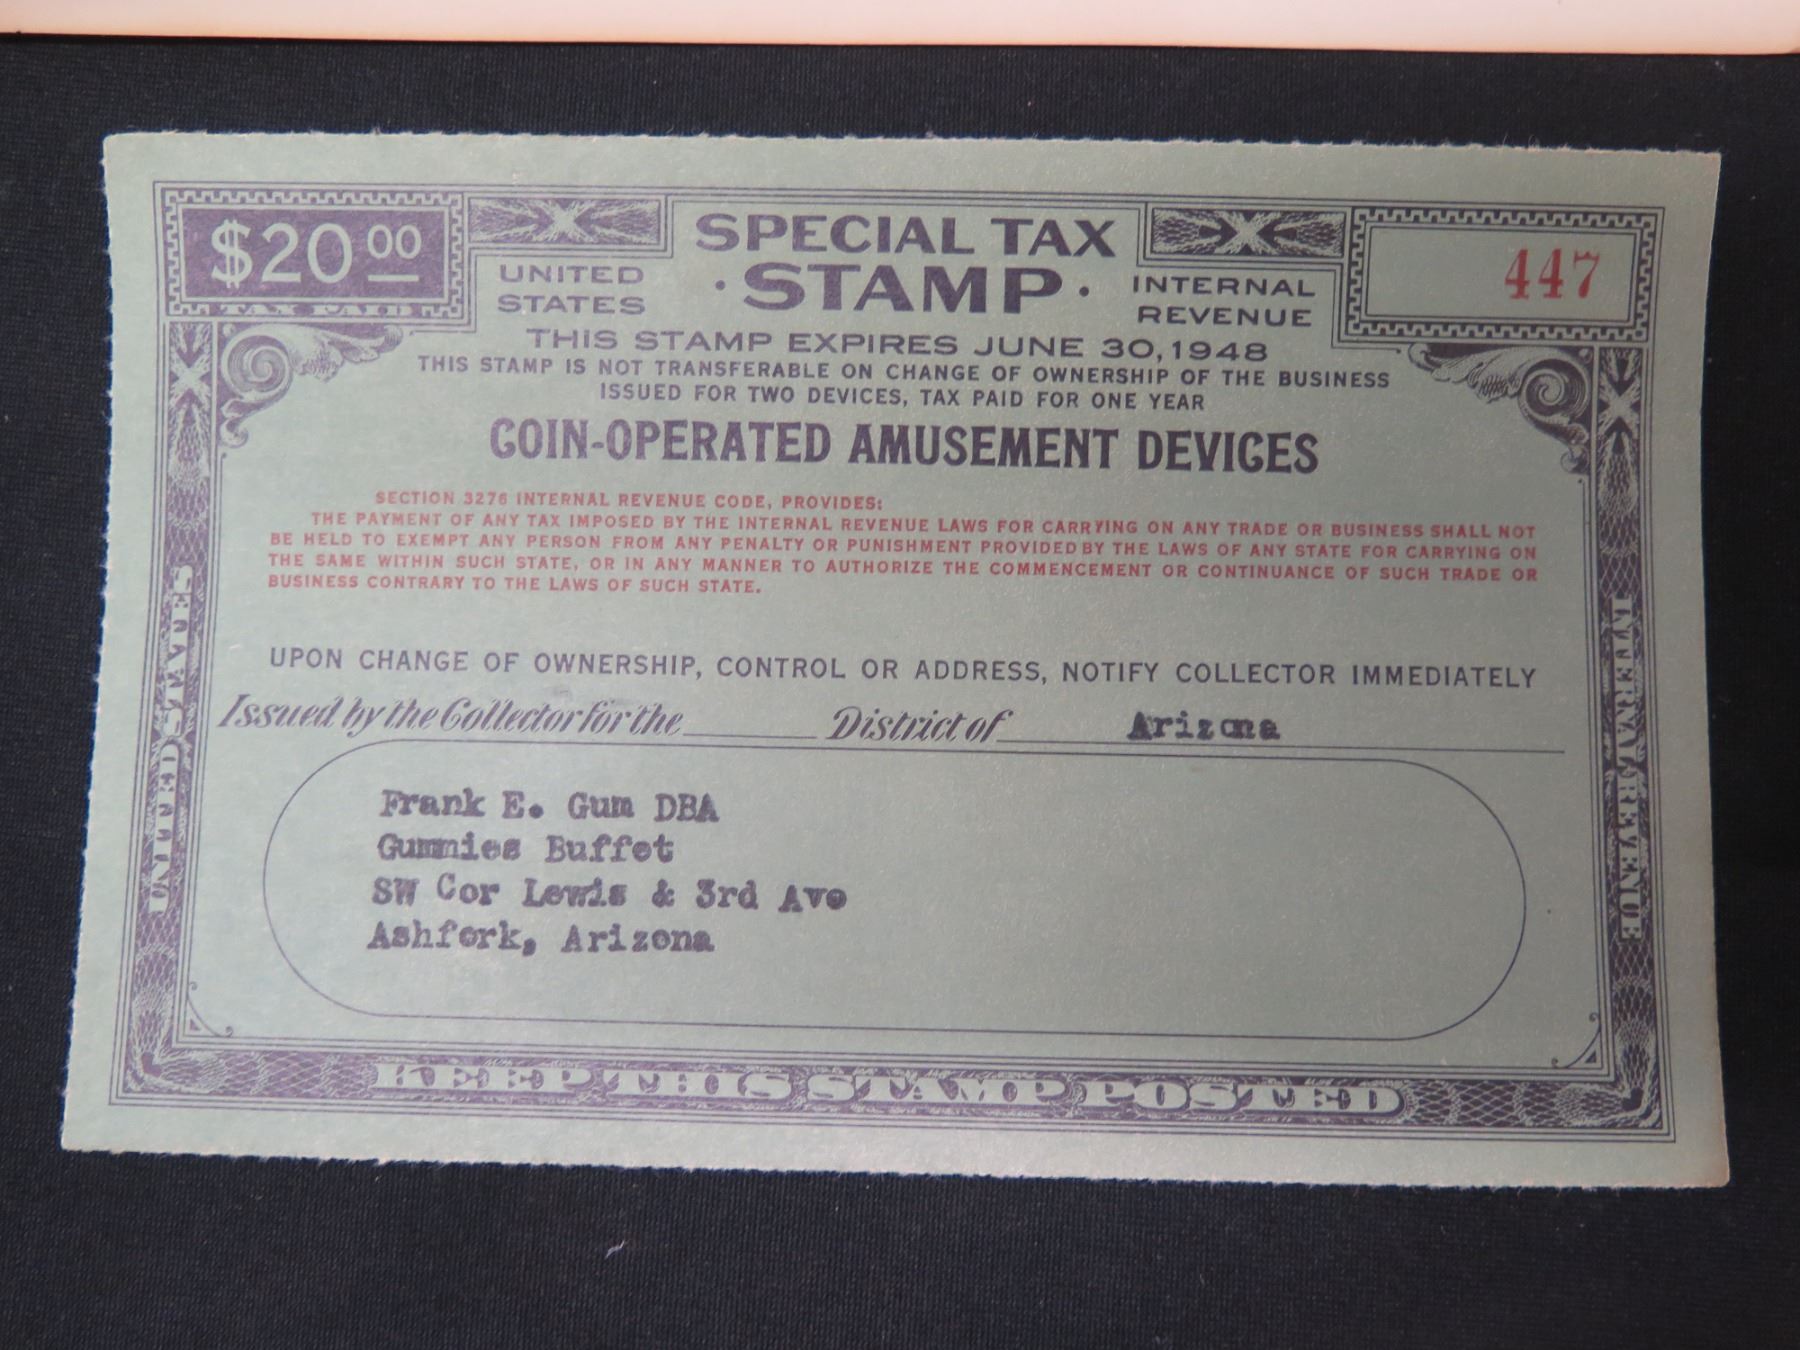 $20 00
TAX PAID
UNITED STATES
SPECIAL TAX
· STAMP ·
INTERNAL REVENUE
447
THIS STAMP EXPIRES JUNE 30, 1948
THIS STAMP IS NOT TRANSFERABLE ON CHANGE OF OWNERSHIP OF THE BUSINESS
ISSUED FOR TWO DEVICES, TAX PAID FOR ONE YEAR
COIN-OPERATED AMUSEMENT DEVICES
SECTION 3276 INTERNAL REVENUE CODE, PROVIDES:
THE PAYMENT OF ANY TAX IMPOSED BY THE INTERNAL REVENUE LAWS FOR CARRYING ON ANY TRADE OR BUSINESS SHALL NOT
BE HELD TO EXEMPT ANY PERSON FROM ANY PENALTY OR PUNISHMENT PROVIDED BY THE LAWS OF ANY STATE FOR CARRYING ON
THE SAME WITHIN SUCH STATE, OR IN ANY MANNER TO AUTHORIZE THE COMMENCEMENT OR CONTINUANCE OF SUCH TRADE OR
BUSINESS CONTRARY TO THE LAWS OF SUCH STATE.
UPON CHANGE OF OWNERSHIP, CONTROL OR ADDRESS, NOTIFY COLLECTOR IMMEDIATELY
Issued by the Collector for the District of Arizona
Frank E. Gum DBA
Gummies Buffet
SW Cor Lewis & 3rd Ave
Ashfork, Arizona
UNITED STATES
INTERNAL REVENUE
KEEP THIS STAMP POSTED